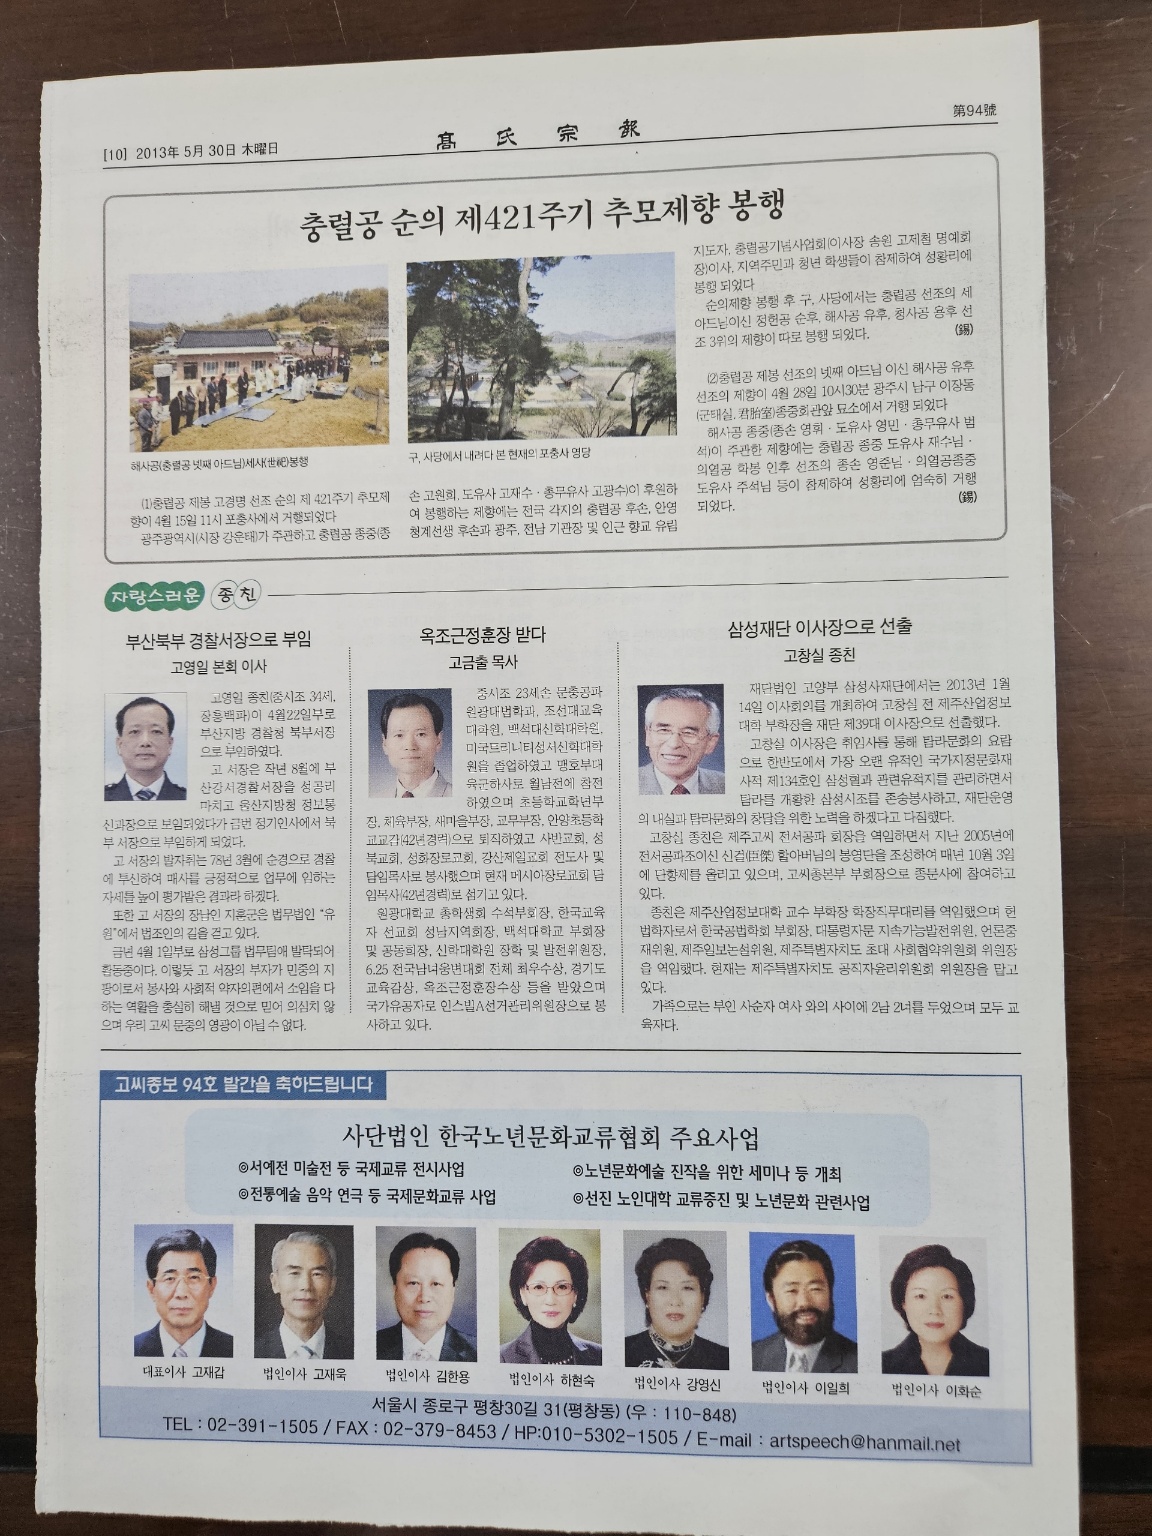 [10] 2013年 5月 30日 木曜日
高氏宗報
第94號
충렬공 순의 제421주기 추모제향 봉행
해사공(충렬공 넷째 아드님)세사(世祀)봉행
구, 사당에서 내려다 본 현재의 포충사 영당
(1)충렬공 제봉 고경명 선조 순의 제 421주기 추모제
향이 4월 15일 11시 포충사에서 거행되었다
광주광역시(시장 강운태)가 주관하고 충렬공 종중(종
손 고원희, 도유사 고재수·총무유사 고광수)이 후원하
여 봉행하는 제향에는 전국 각지의 충렬공 후손, 안영
청계선생 후손과 광주, 전남 기관장 및 인근 향교 유림
지도자, 충렬공기념사업회(이사장 송원 고제철 명예회
장)이사, 지역주민과 청년 학생들이 참제하여 성황리에
봉행 되었다
순의제향 봉행 후 구, 사당에서는 충렬공 선조의 세
아드님이신 정헌공 순후, 해사공 유후, 청사공 용후 선
조 3위의 제향이 따로 봉행 되었다.
(錫)
(2)충렬공 제봉 선조의 넷째 아드님 이신 해사공 유후
선조의 제향이 4월 28일 10시30분 광주시 남구 이장동
(군태실, 君胎室)종중회관앞 묘소에서 거행 되었다
해사공 종중(종손 영휘·도유사 영민·총무유사 범
석)이 주관한 제향에는 충렬공 종중 도유사 재수님·
의열공 학봉 인후 선조의 종손 영준님·의열공종중
도유사 주석님 등이 참제하여 성황리에 엄숙히 거행
되었다.
(錫)
자랑스러운 종친
부산북부 경찰서장으로 부임
고영일 본회 이사
고영일 종친(중시조 34세,
장흥백파)이 4월22일부로
부산지방 경찰청 북부서장
으로 부임하였다.
고 서장은 작년 8월에 부
산강서경찰서장을 성공리
마치고 울산지방청 정보통
신과장으로 보임되었다가 금번 정기인사에서 북
부 서장으로 부임하게 되었다.
고 서장의 발자취는 78년 3월에 순경으로 경찰
에 투신하여 매사를 긍정적으로 업무에 임하는
자세를 높이 평가받은 결과라 하겠다.
또한 고 서장의 장남인 지훈군은 법무법인 “유
원”에서 법조인의 길을 걷고 있다.
금년 4월 1일부로 삼성그룹 법무팀애 발탁되어
활동중이다. 이렇듯 고 서장의 부자가 민중의 지
팡이로서 봉사와 사회적 약자의편에서 소임을 다
하는 역활을 충실히 해낼 것으로 믿어 의심치 않
으며 우리 고씨 문중의 영광이 아닐 수 없다.
옥조근정훈장 받다
고금출 목사
중시조 23세손 문충공파
원광대법화과, 조선대교육
대학원, 백석대신학대학원,
미국트리니티성서신학대학
원을 졸업하였고 맹호부대
육군하사로 월남전에 참전
하였으며 초등학교학년부
장, 체육부장, 새마을부장, 교무부장, 안양초등학
교교감(42년경력)으로 퇴직하였고 사반교회, 성
북교회, 성화장로교회, 강산제일교회 전도사 및
담임목사로 봉사했으며 현재 메시아장로교회 담
임목사(42년경력)로 섬기고 있다.
원광대학교 총학생회 수석부회장, 한국교육
자 선교회 성남지역회장, 백석대학교 부회장
및 공동회장, 신학대학원 장학 및 발전위원장,
6.25 전국남녀웅변대회 전체 최우수상, 경기도
교육감상, 옥조근정훈장수상 등을 받았으며
국가유공자로 인스빌A선거관리위원장으로 봉
사하고 있다.
삼성재단 이사장으로 선출
고창실 종친
재단법인 고양부 삼성사재단에서는 2013년 1월
14일 이사회의를 개최하여 고창실 전 제주산업정보
대학 부학장을 재단 제39대 이사장으로 선출했다.
고창실 이사장은 취임사를 통해 탐라문화의 요람
으로 한반도에서 가장 오랜 유적인 국가지정문화재
사적 제134호인 삼성혈과 관련유적지를 관리하면서
탐라를 개황한 삼성시조를 존숭봉사하고, 재단운영
의 내실과 탐라문화의 창달을 위한 노력을 하겠다고 다짐했다.
고창실 종친은 제주고씨 전서공파 회장을 역임하면서 지난 2005년에
전서공파조이신 신걸(臣傑) 할아버님의 봉영단을 조성하여 매년 10월 3일
에 단향제를 올리고 있으며, 고씨총본부 부회장으로 종문사에 참여하고
있다.
종친은 제주산업정보대학 교수 부학장 학장직무대리를 역임했으며 헌
법학자로서 한국공법학회 부회장, 대통령자문 지속가능발전위원, 언론중
재위원, 제주일보논설위원, 제주특별자치도 초대 사회협약위원회 위원장
을 역임했다. 현재는 제주특별자치도 공직자윤리위원회 위원장을 맡고
있다.
가족으로는 부인 사순자 여사 와의 사이에 2남 2녀를 두었으며 모두 교
육자다.
고씨종보 94호 발간을 축하드립니다
사단법인 한국노년문화교류협회 주요사업
◎서예전 미술전 등 국제교류 전시사업
◎노년문화예술 진작을 위한 세미나 등 개최
◎전통예술 음악 연극 등 국제문화교류 사업
◎선진 노인대학 교류증진 및 노년문화 관련사업
대표이사 고재갑
법인이사 고재욱
법인이사 김한용
법인이사 하현숙
법인이사 강영신
법인이사 이일희
법인이사 이화순
서울시 종로구 평창30길 31(평창동) (우 : 110-848)
TEL : 02-391-1505 / FAX : 02-379-8453 / HP:010-5302-1505 / E-mail : artspeech@hanmail.net